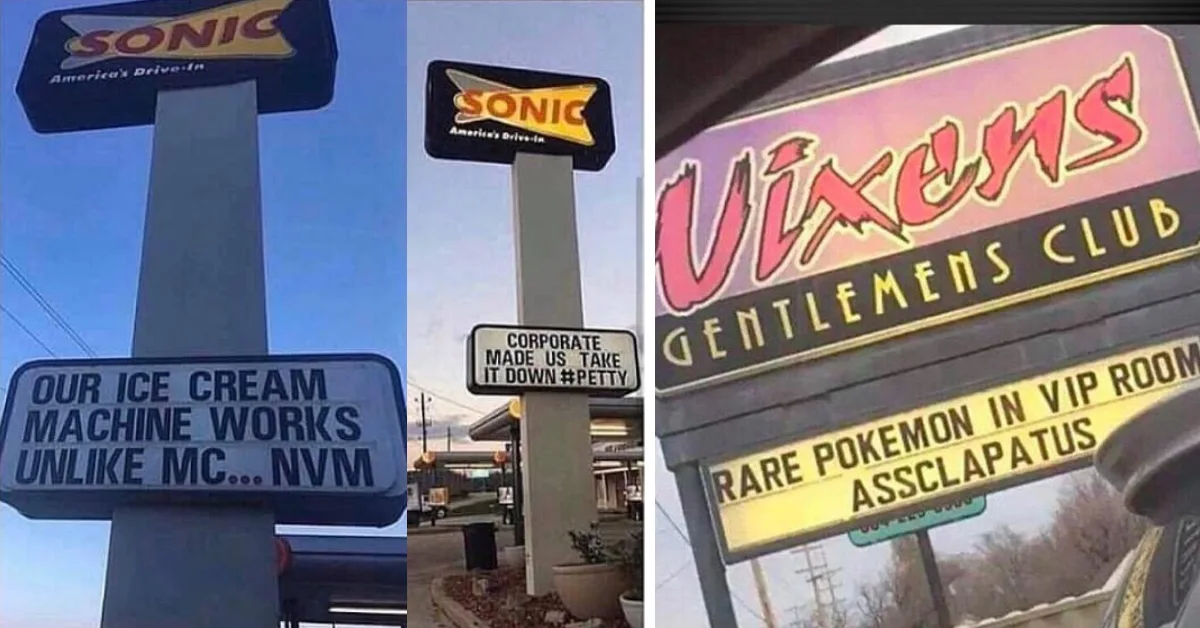 SONIC
America's Drive-In
OUR ICE CREAM
MACHINE WORKS
UNLIKE MC... NVM
SONIC
America's Drive-In
CORPORATE
MADE US TAKE
IT DOWN #PETTY
Vixens
GENTLEMENS CLUB
RARE POKEMON IN VIP ROOM
ASSCLAPATUS